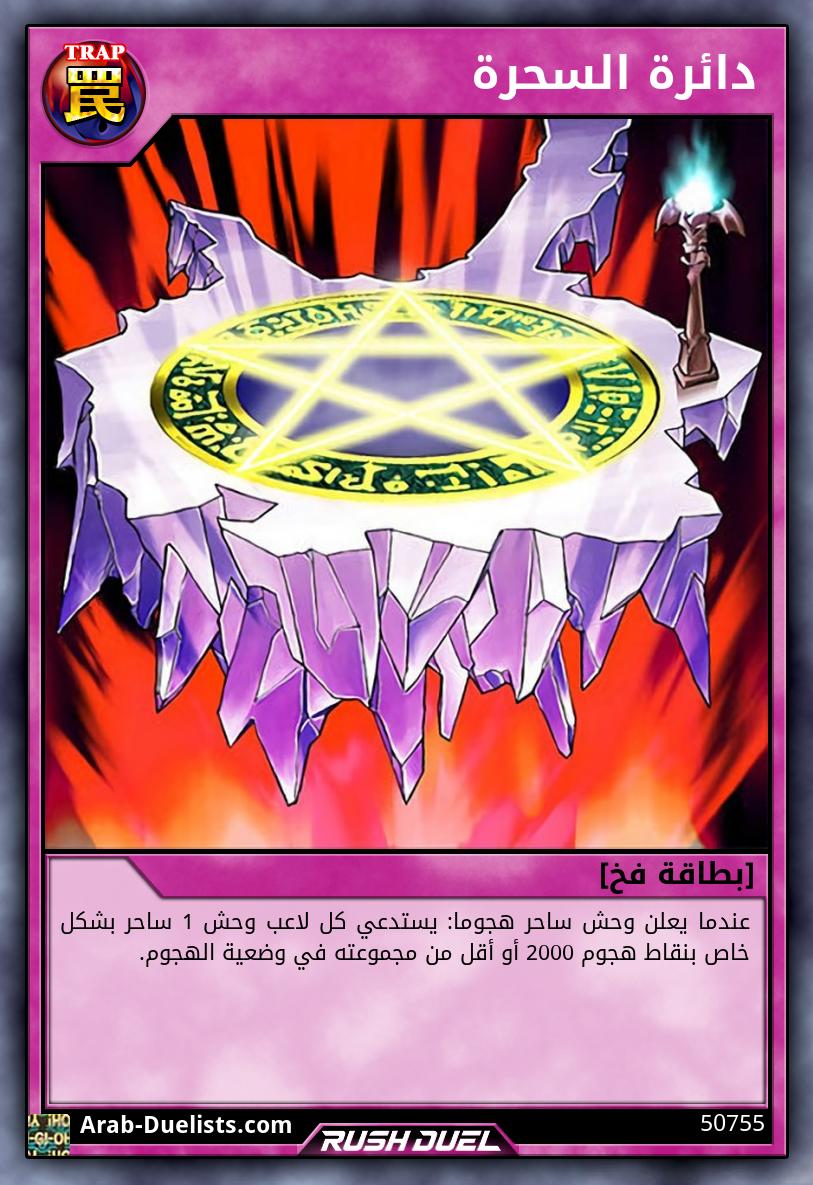 TRAP
罠
دائرة السحرة
[بطاقة فخ]
عندما يعلن وحش ساحر هجوما: يستدعي كل لاعب وحش 1 ساحر بشكل
خاص بنقاط هجوم 2000 أو أقل من مجموعته في وضعية الهجوم.
Arab-Duelists.com
RUSH DUEL
50755